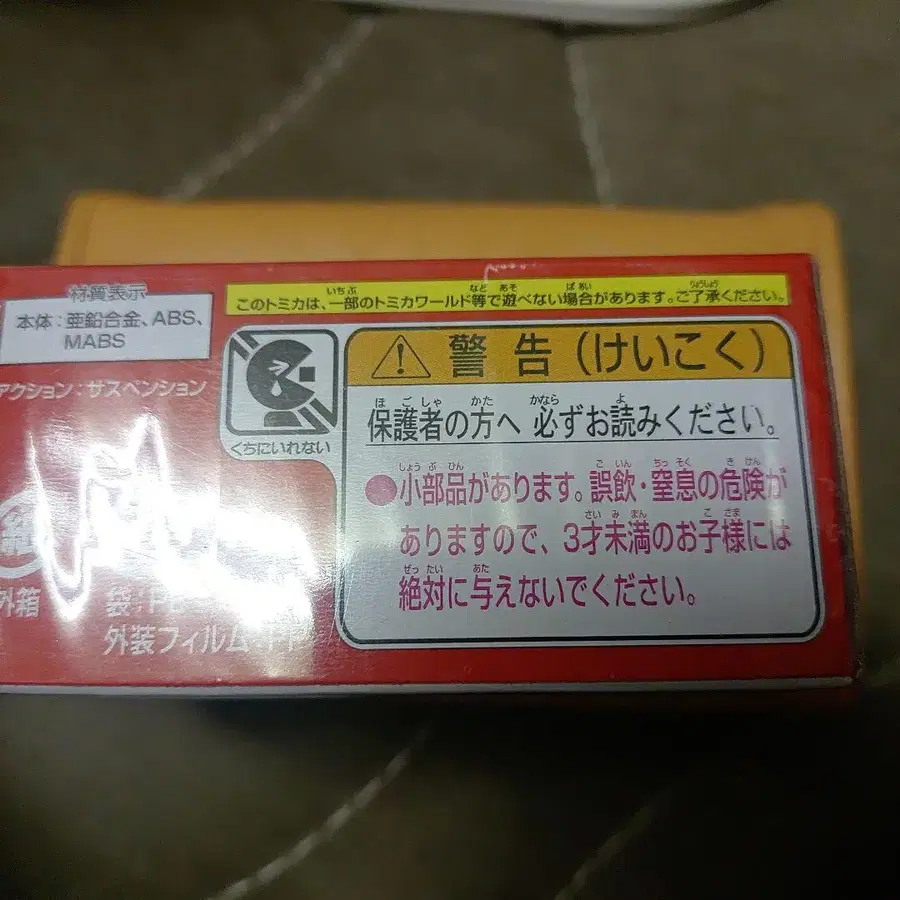 材質表示
本体：亜鉛合金、ABS、
MABS
アクション：サスペンション
このトミカは、一部のトミカワールド等で遊べない場合があります。ご了承ください。
くちにいれない
警告（けいこく）
保護者の方へ 必ずお読みください。
●小部品があります。誤飲・窒息の危険が
ありますので、3才未満のお子様には
絶対に与えないでください。
紙
外箱
袋：
外装フィルム